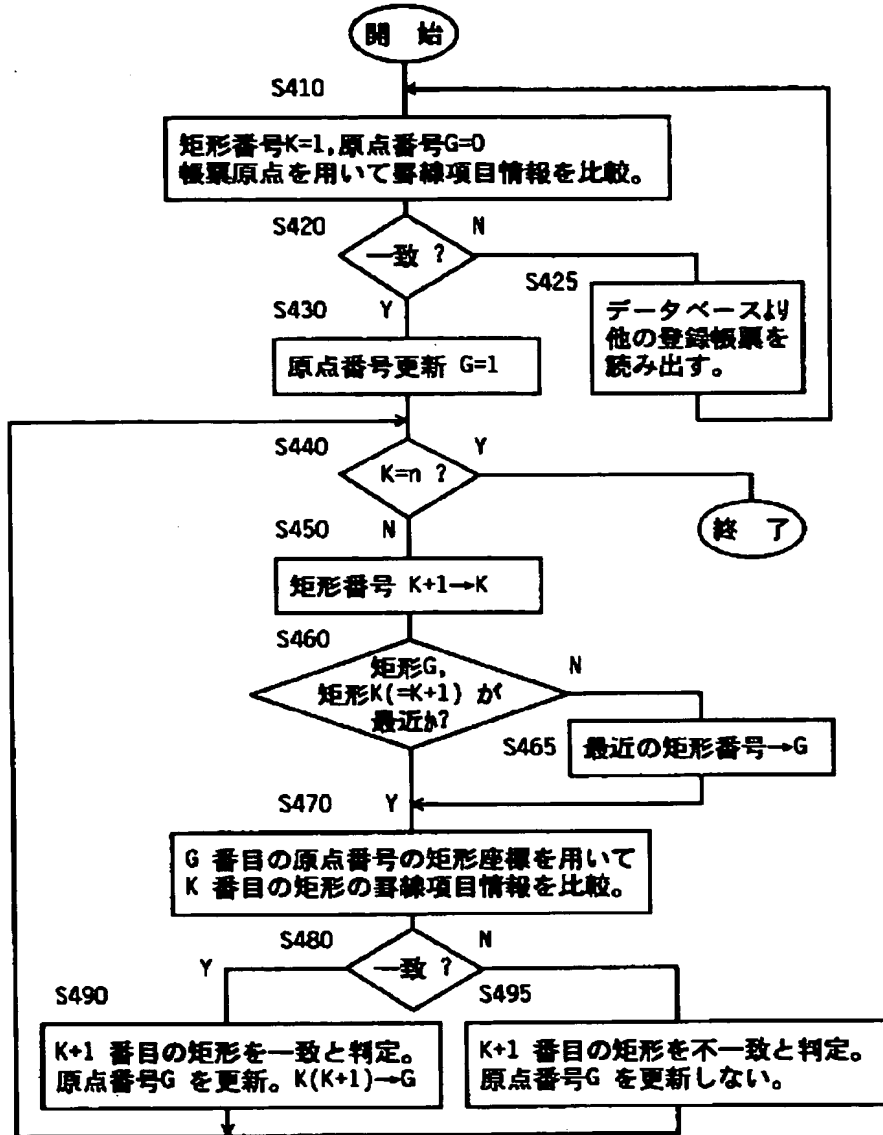 開 始
S410
矩形番号K=1,原点番号G=0
帳票原点を用いて罫線項目情報を比較。
S420
N
一致 ?
S425
データベースより
他の登録帳票を
読み出す。
S430
Y
原点番号更新 G=1
S440
Y
K=n ?
終 了
S450
N
矩形番号 K+1→K
S460
矩形G,
矩形K(=K+1) が
最近か?
N
S465
最近の矩形番号→G
S470
Y
G 番目の原点番号の矩形座標を用いて
K 番目の矩形の罫線項目情報を比較。
S480
N
Y
一致 ?
S490
S495
K+1 番目の矩形を一致と判定。
原点番号G を更新。K(K+1)→G
K+1 番目の矩形を不一致と判定。
原点番号G を更新しない。